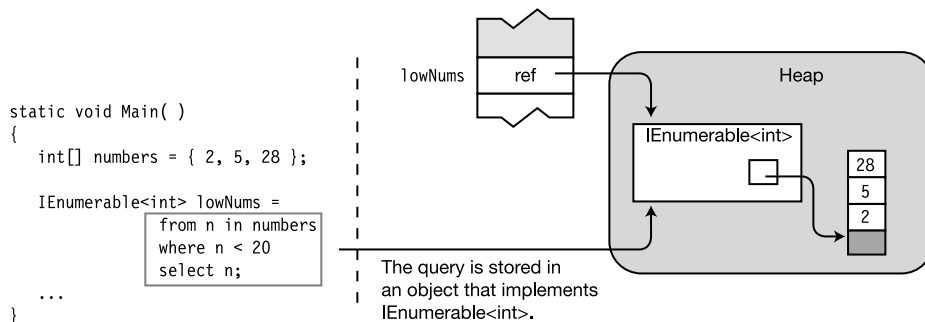 static void Main( )
{
int[] numbers = { 2, 5, 28 };
IEnumerable<int> lowNums =
from n in numbers
where n < 20
select n;
...
}
lowNums
ref
Heap
IEnumerable<int>
28
5
2
The query is stored in
an object that implements
IEnumerable<int>.